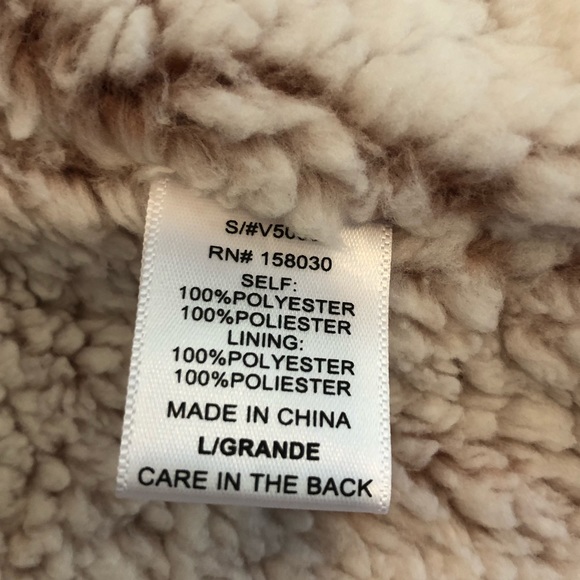 RN# 158030
SELF:
100%POLYESTER
100%POLIESTER
LINING:
100%POLYESTER
100%POLIESTER
MADE IN CHINA
L/GRANDE
CARE IN THE BACK